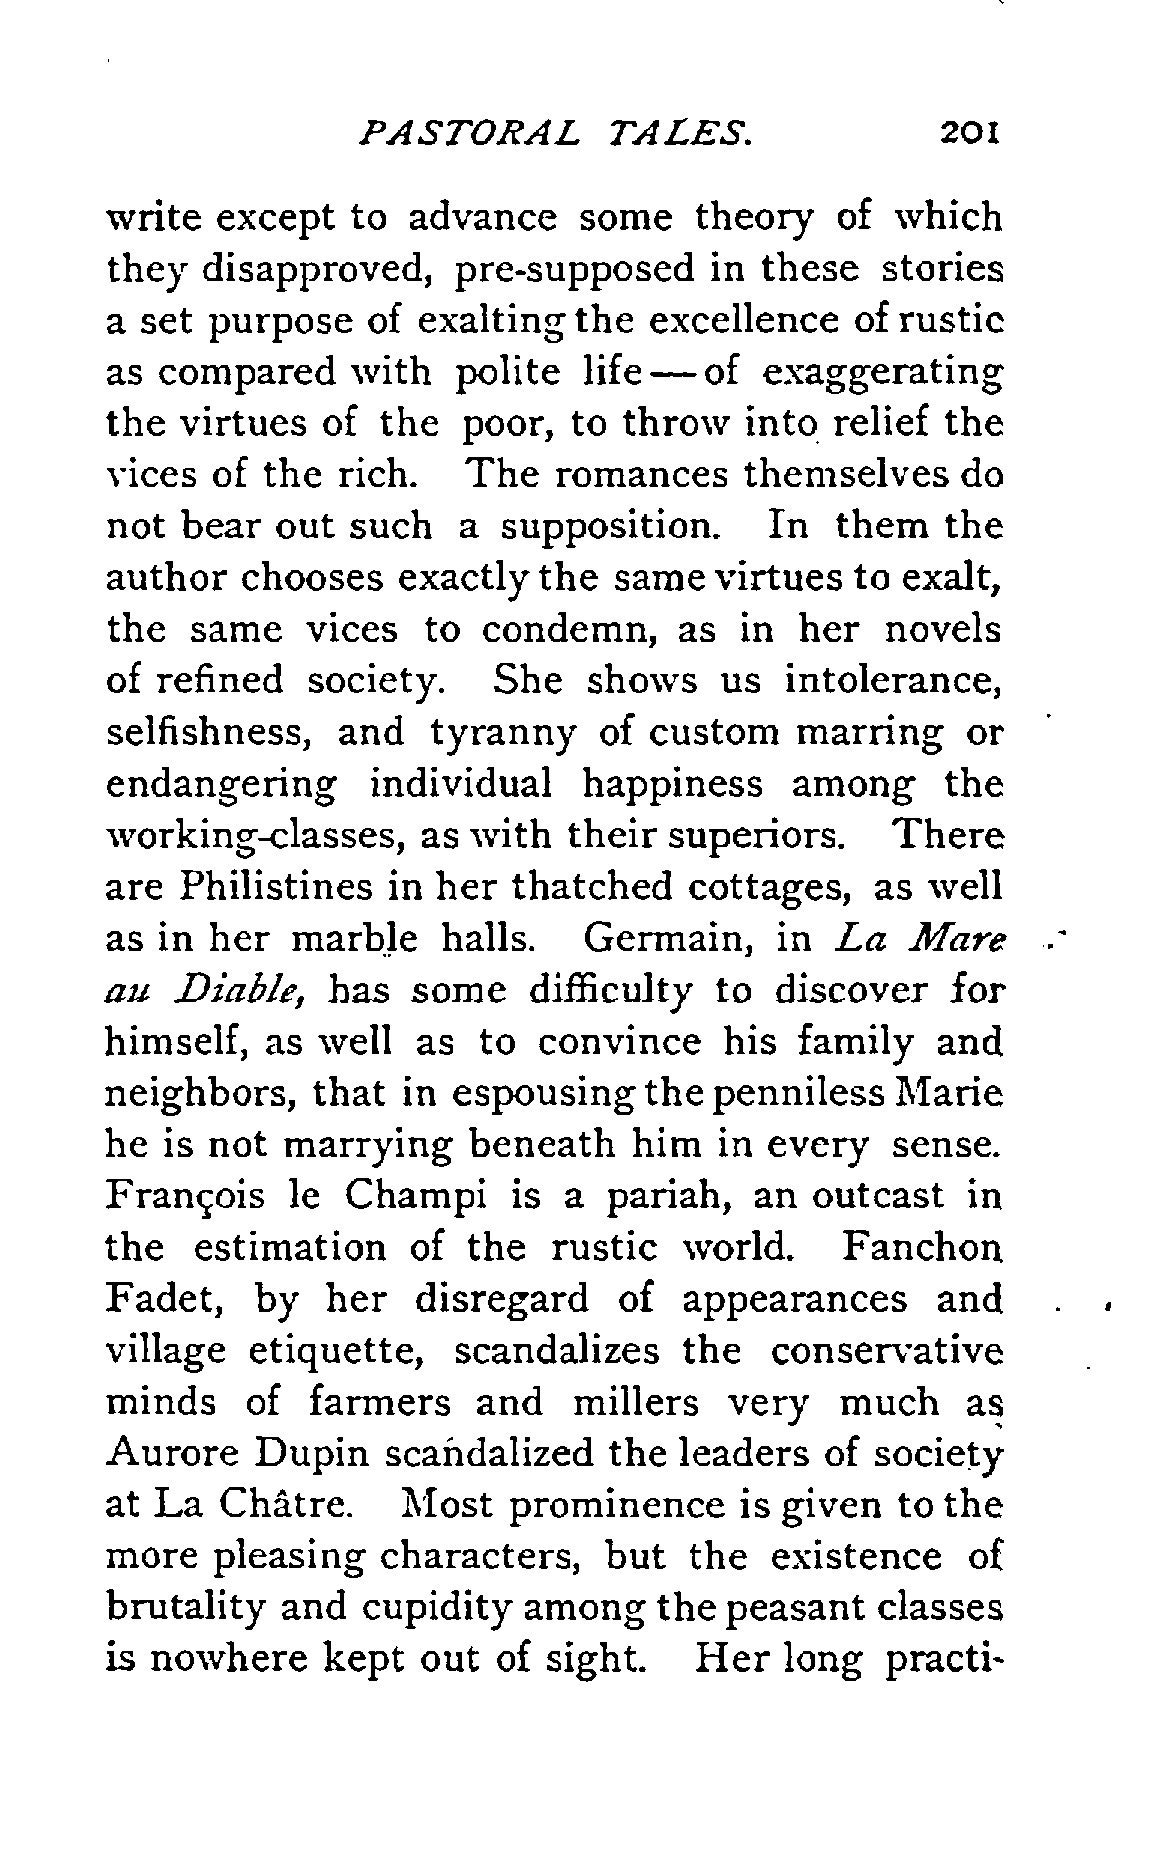 PASTORAL TALES. 201
write except to advance some theory of which
they disapproved, pre-supposed in these stories
a set purpose of exalting the excellence of rustic
as compared with polite life — of exaggerating
the virtues of the poor, to throw into relief the
vices of the rich. The romances themselves do
not bear out such a supposition. In them the
author chooses exactly the same virtues to exalt,
the same vices to condemn, as in her novels
of refined society. She shows us intolerance,
selfishness, and tyranny of custom marring or
endangering individual happiness among the
working-classes, as with their superiors. There
are Philistines in her thatched cottages, as well
as in her marble halls. Germain, in La Mare
au Diable, has some difficulty to discover for
himself, as well as to convince his family and
neighbors, that in espousing the penniless Marie
he is not marrying beneath him in every sense.
François le Champi is a pariah, an outcast in
the estimation of the rustic world. Fanchon
Fadet, by her disregard of appearances and
village etiquette, scandalizes the conservative
minds of farmers and millers very much as
Aurore Dupin scandalized the leaders of society
at La Châtre. Most prominence is given to the
more pleasing characters, but the existence of
brutality and cupidity among the peasant classes
is nowhere kept out of sight. Her long practi-